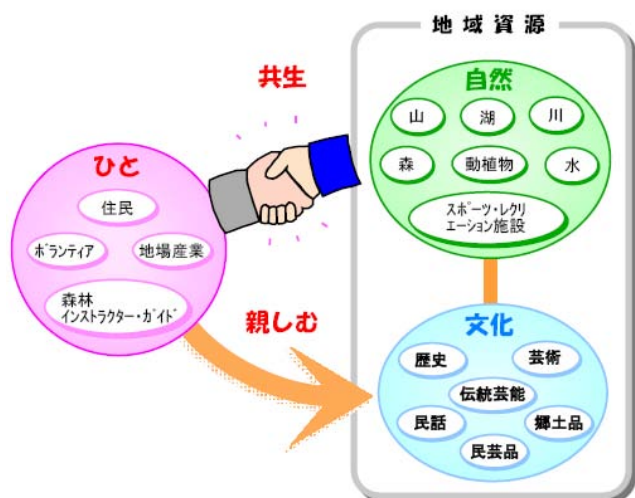 地域資源
共生
自然
山
湖
川
森
動植物
水
スポーツ・レクリ
エーション施設
ひと
住民
ボランティア
地場産業
森林
インストラクター・ガイド
親しむ
文化
歴史
芸術
伝統芸能
民話
郷土品
民芸品